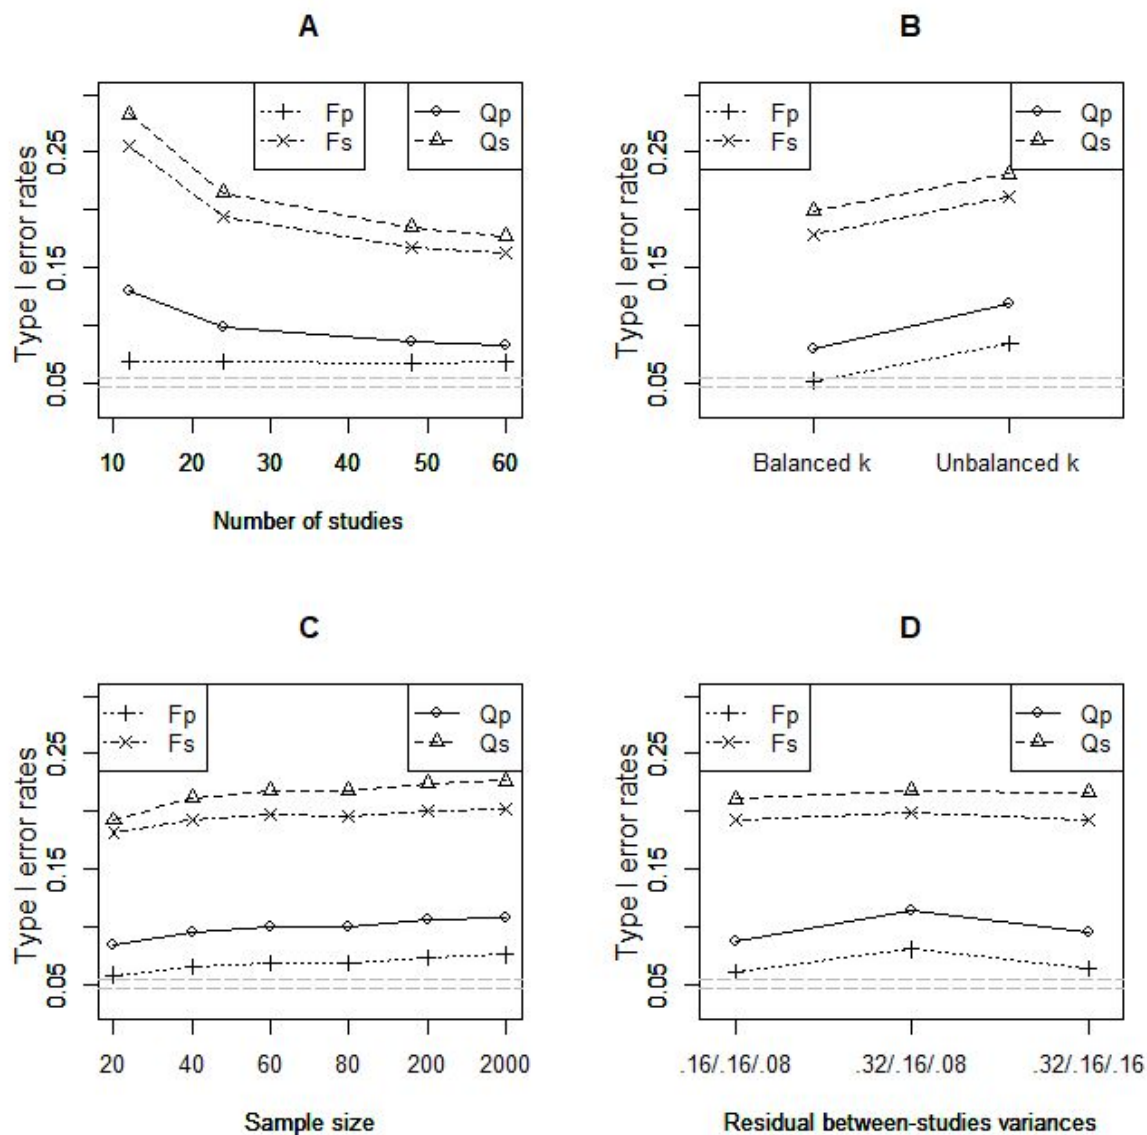 A
Type I error rates
0.05 0.15 0.25
Fp
Fs
Qp
Qs
10 20 30 40 50 60
Number of studies
B
Type I error rates
0.05 0.15 0.25
Fp
Fs
Qp
Qs
Balanced k Unbalanced k
C
Type I error rates
0.05 0.15 0.25
Fp
Fs
Qp
Qs
20 40 60 80 200 2000
Sample size
D
Type I error rates
0.05 0.15 0.25
Fp
Fs
Qp
Qs
.16/.16/.08 .32/.16/.08 .32/.16/.16
Residual between-studies variances